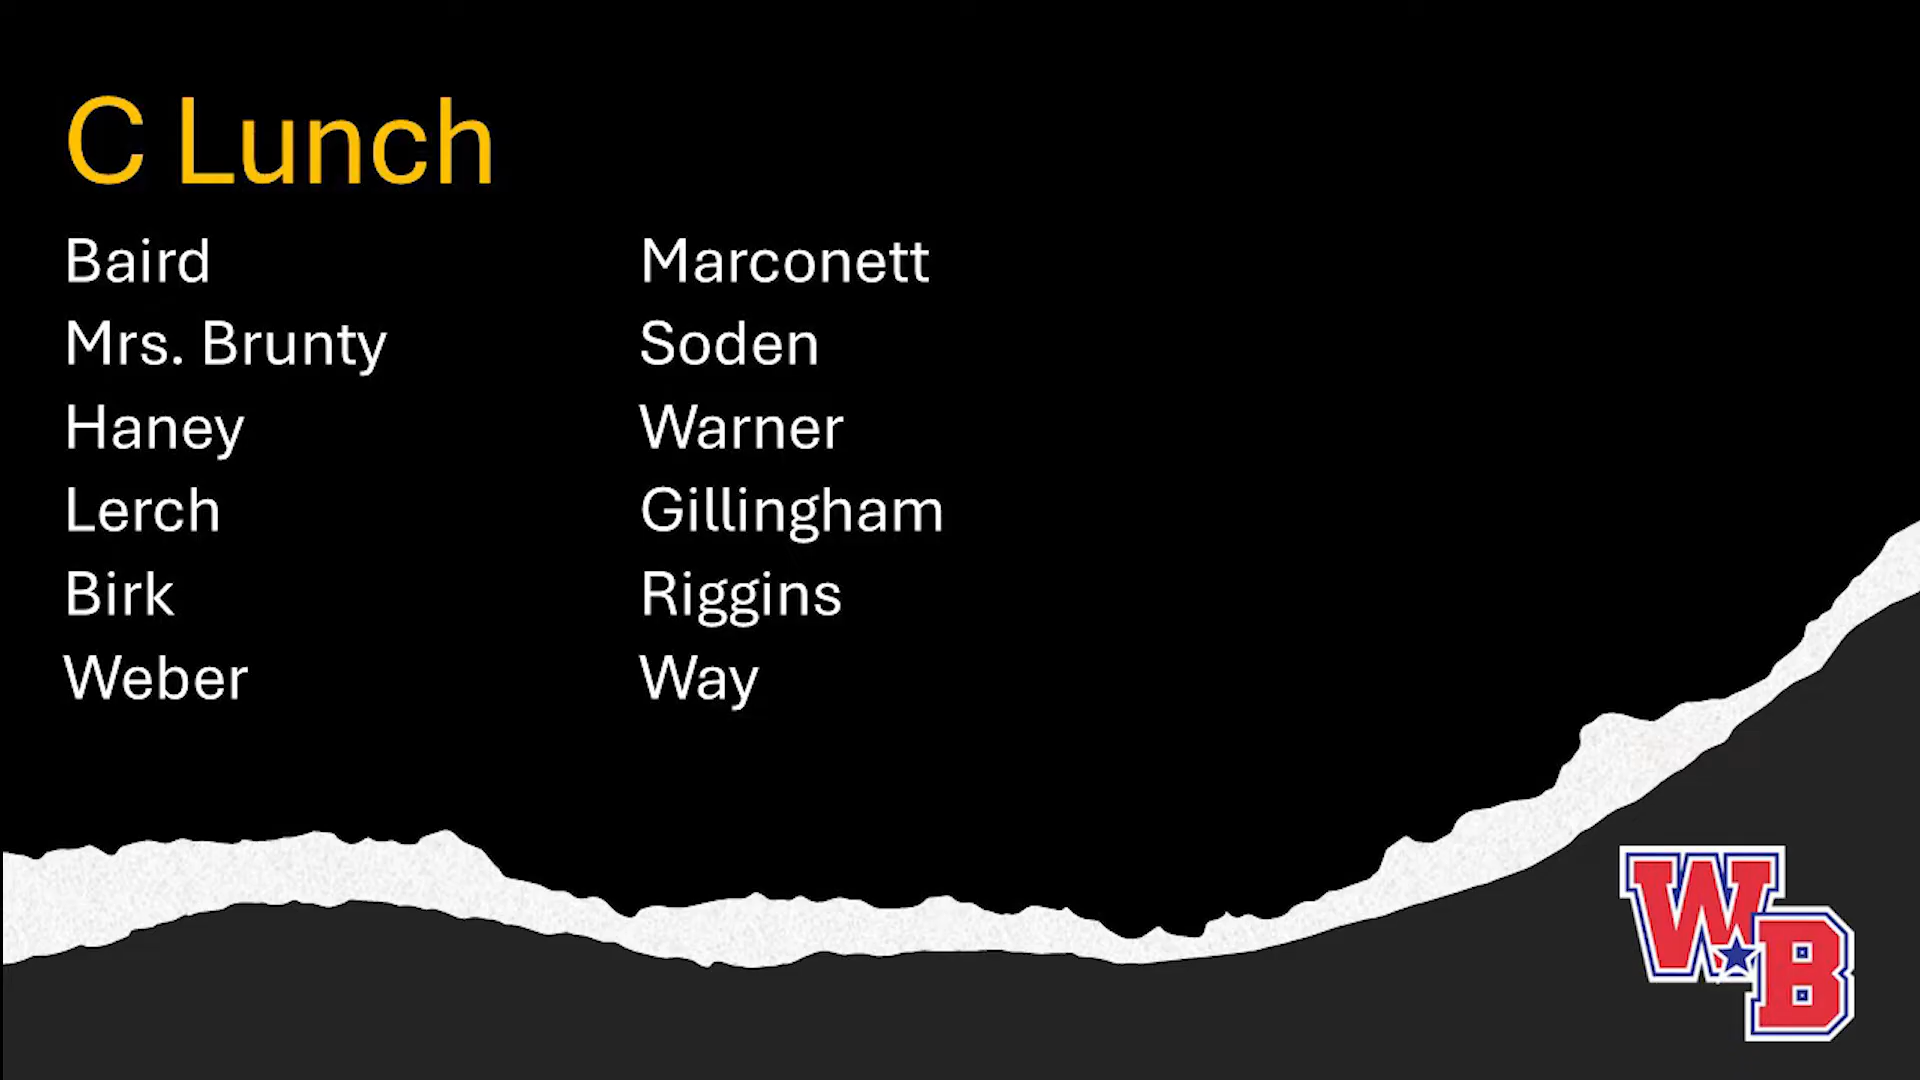 C Lunch
Baird
Mrs. Brunty
Haney
Lerch
Birk
Weber
Marconett
Soden
Warner
Gillingham
Riggins
Way
WB